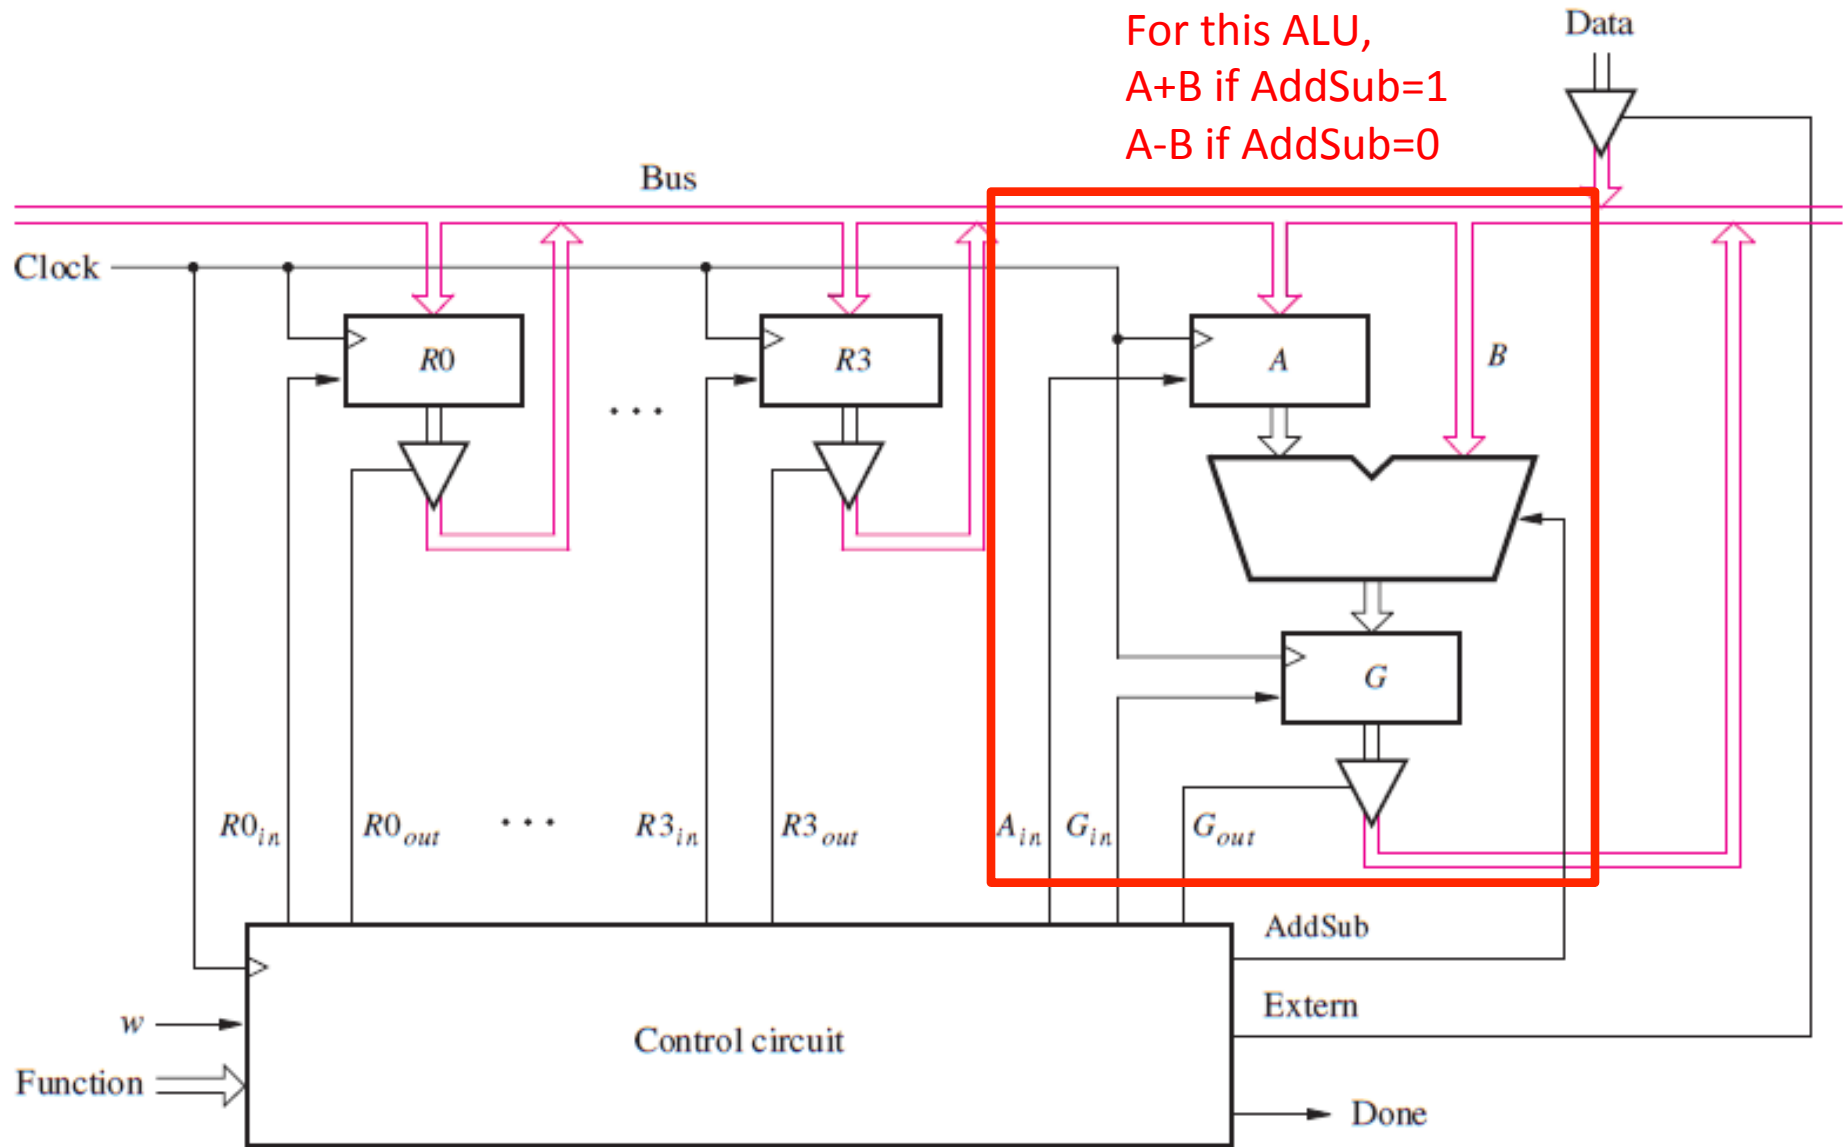 For this ALU,
A+B if AddSub=1
A-B if AddSub=0
Data
Bus
Clock
R0
R3
A
B
. . .
G
R0in
R0out
. . .
R3in
R3out
Ain
Gin
Gout
AddSub
Extern
w
Control circuit
Function
Done